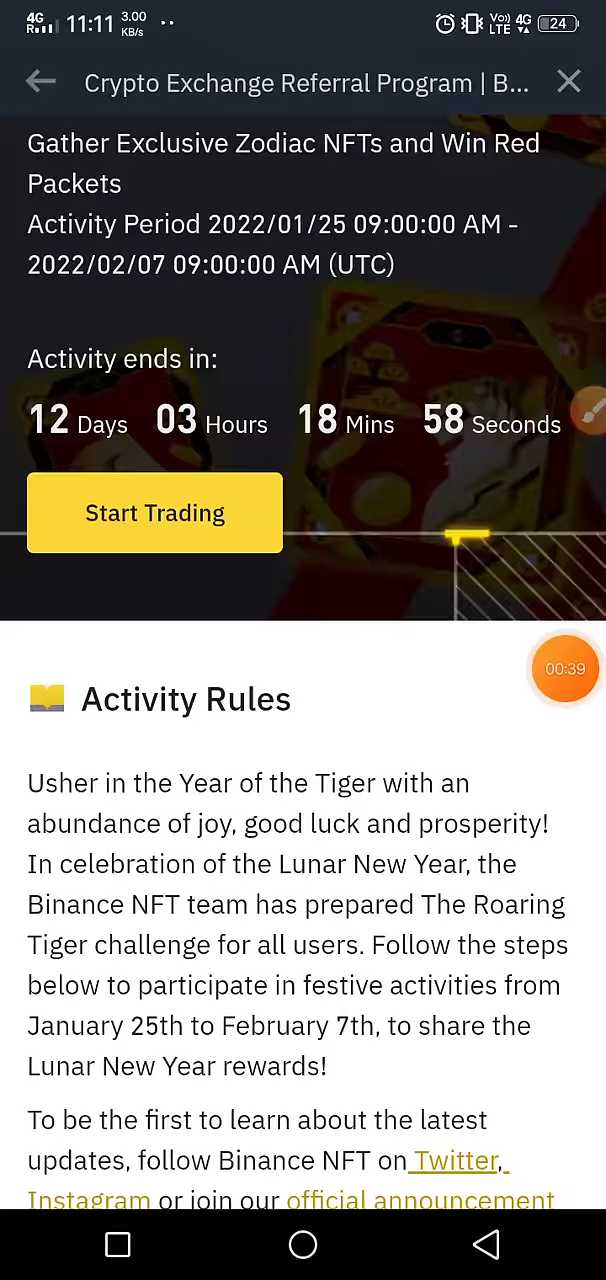 4G R 11:11 3.00 KB/s Vo) LTE 4G 24
Crypto Exchange Referral Program | B...
Gather Exclusive Zodiac NFTs and Win Red
Packets
Activity Period 2022/01/25 09:00:00 AM -
2022/02/07 09:00:00 AM (UTC)
Activity ends in:
12 Days 03 Hours 18 Mins 58 Seconds
Start Trading
00:39
Activity Rules
Usher in the Year of the Tiger with an
abundance of joy, good luck and prosperity!
In celebration of the Lunar New Year, the
Binance NFT team has prepared The Roaring
Tiger challenge for all users. Follow the steps
below to participate in festive activities from
January 25th to February 7th, to share the
Lunar New Year rewards!
To be the first to learn about the latest
updates, follow Binance NFT on Twitter,
Instagram or join our official announcement